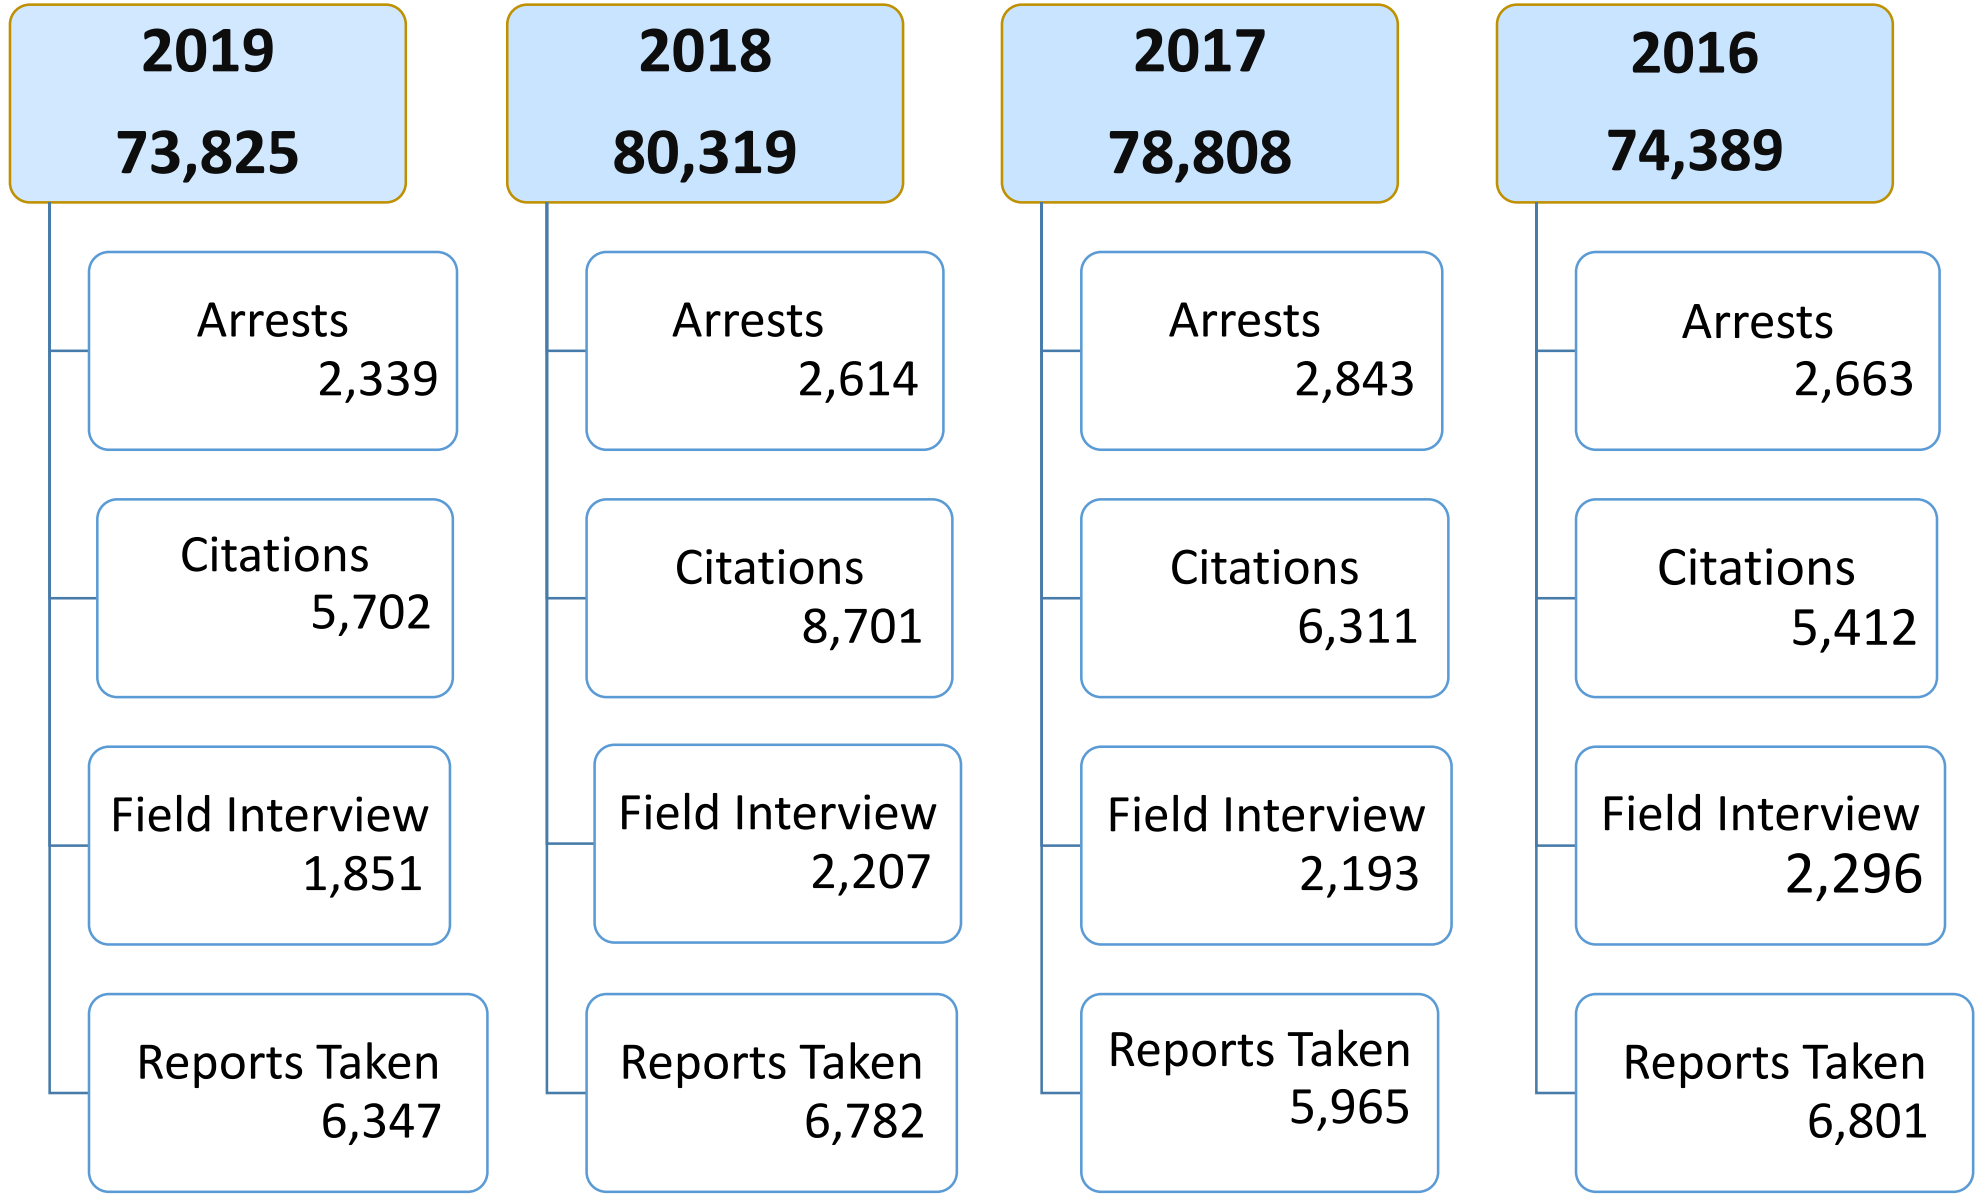 2019
73,825
Arrests
2,339
Citations
5,702
Field Interview
1,851
Reports Taken
6,347
2018
80,319
Arrests
2,614
Citations
8,701
Field Interview
2,207
Reports Taken
6,782
2017
78,808
Arrests
2,843
Citations
6,311
Field Interview
2,193
Reports Taken
5,965
2016
74,389
Arrests
2,663
Citations
5,412
Field Interview
2,296
Reports Taken
6,801